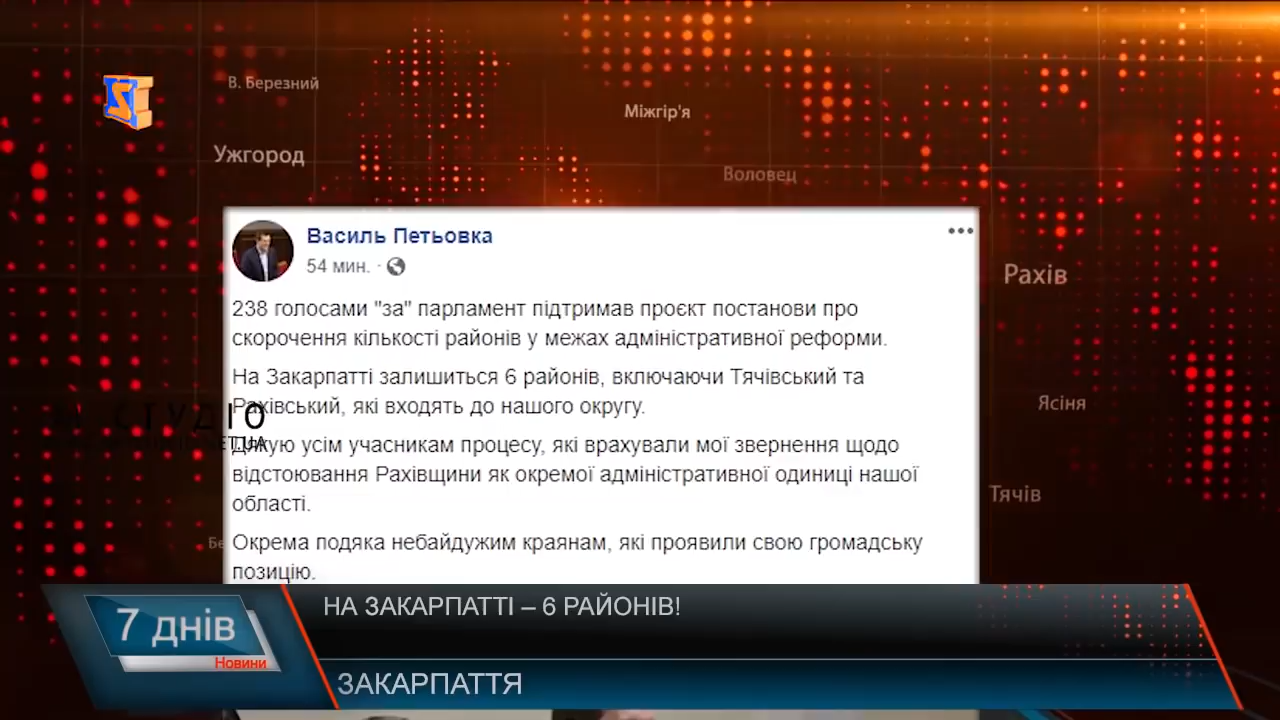 В. Березний
Міжгір'я
Ужгород
Воловец
Василь Петьовка
54 мин.
Рахів
238 голосами "за" парламент підтримав проєкт постанови про
скорочення кількості районів у межах адміністративної реформи.
На Закарпатті залишиться 6 районів, включаючи Тячівський та
Рахівський, які входять до нашого округу.
Ясіня
СТУДІО
ET.UA
Дякую усім учасникам процесу, які врахували мої звернення щодо
відстоювання Рахівщини як окремої адміністративної одиниці нашої
області.
Тячів
Окрема подяка небайдужим краянам, які проявили свою громадську
позицію.
7 днів
Новини
НА ЗАКАРПАТТІ – 6 РАЙОНІВ!
ЗАКАРПАТТЯ